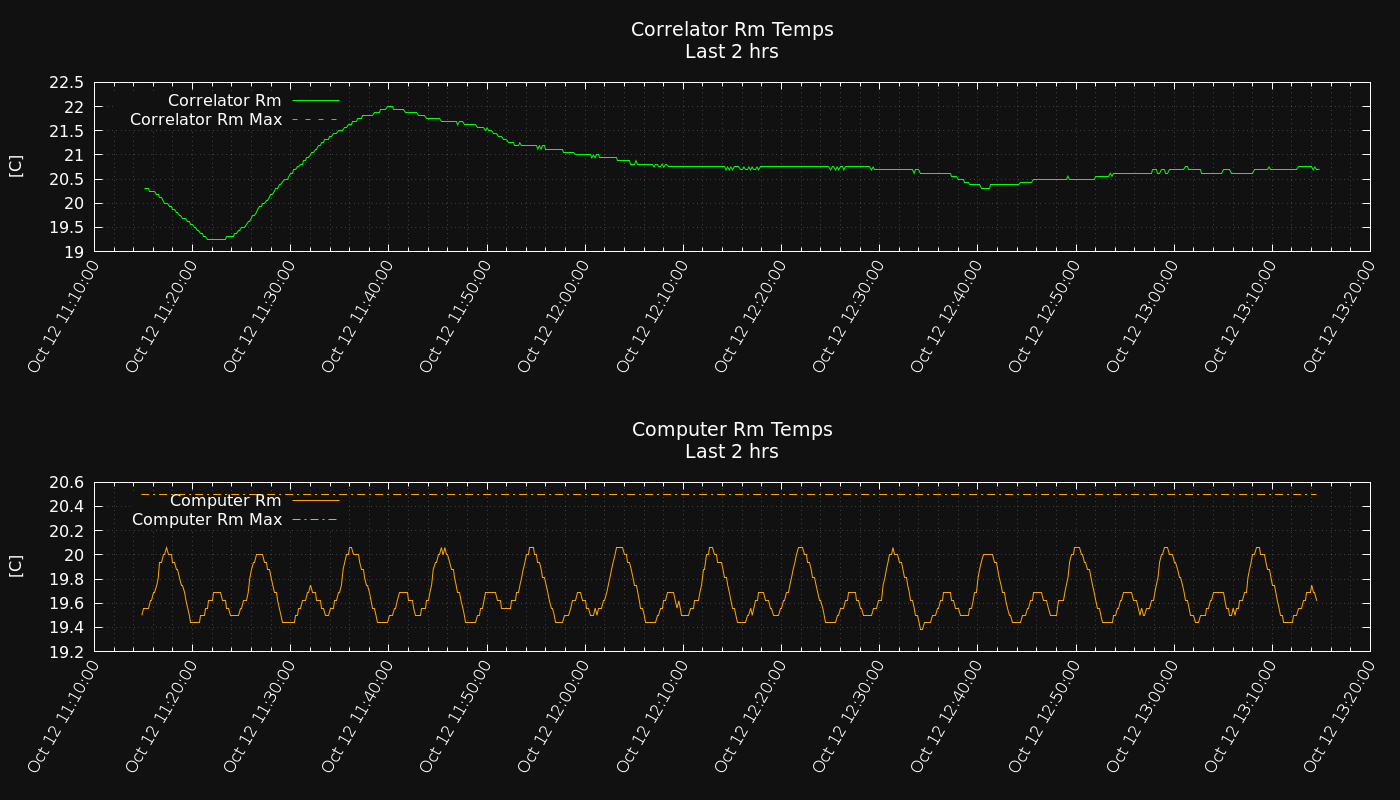 Correlator Rm Temps
Last 2 hrs
22.5
22
21.5
21
20.5
20
19.5
19
[C]
Correlator Rm
Correlator Rm Max
Oct 12 11:10:00
Oct 12 11:20:00
Oct 12 11:30:00
Oct 12 11:40:00
Oct 12 11:50:00
Oct 12 12:00:00
Oct 12 12:10:00
Oct 12 12:20:00
Oct 12 12:30:00
Oct 12 12:40:00
Oct 12 12:50:00
Oct 12 13:00:00
Oct 12 13:10:00
Oct 12 13:20:00
Computer Rm Temps
Last 2 hrs
20.6
20.4
20.2
20
19.8
19.6
19.4
19.2
[C]
Computer Rm
Computer Rm Max
Oct 12 11:10:00
Oct 12 11:20:00
Oct 12 11:30:00
Oct 12 11:40:00
Oct 12 11:50:00
Oct 12 12:00:00
Oct 12 12:10:00
Oct 12 12:20:00
Oct 12 12:30:00
Oct 12 12:40:00
Oct 12 12:50:00
Oct 12 13:00:00
Oct 12 13:10:00
Oct 12 13:20:00